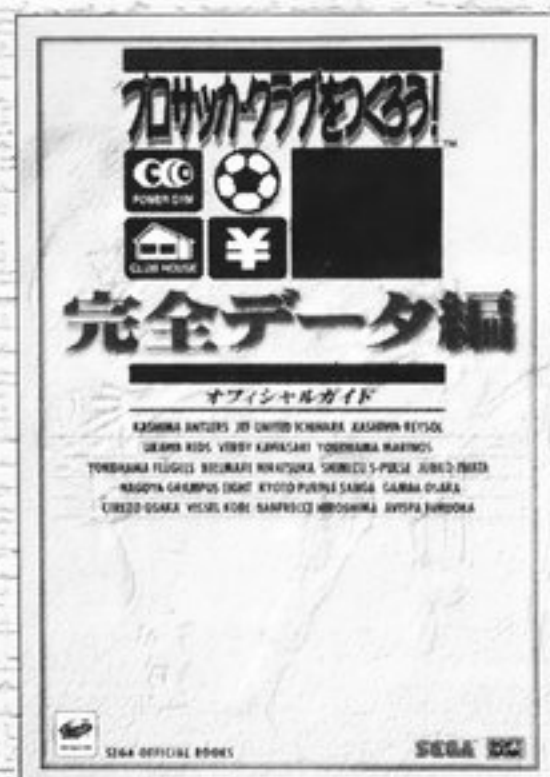 プロサッカークラブをつくろう!™
POWER GYM
CLUB HOUSE
¥
完全データ編
オフィシャルガイド
KASHIMA ANTLERS JEF UNITED ICHIHARA KASHIWA REYSOL
URAWA REDS VERDY KAWASAKI YOKOHAMA MARINOS
YOKOHAMA FLÜGELS BELLMARE HIRATSUKA SHIMIZU S-PULSE JUBILO IWATA
NAGOYA GRAMPUS EIGHT KYOTO PURPLE SANGA GAMBA OSAKA
CEREZO OSAKA VISSEL KOBE SANFRECCE HIROSHIMA AVISPA FUKUOKA
SEGA OFFICIAL BOOKS
SEGA